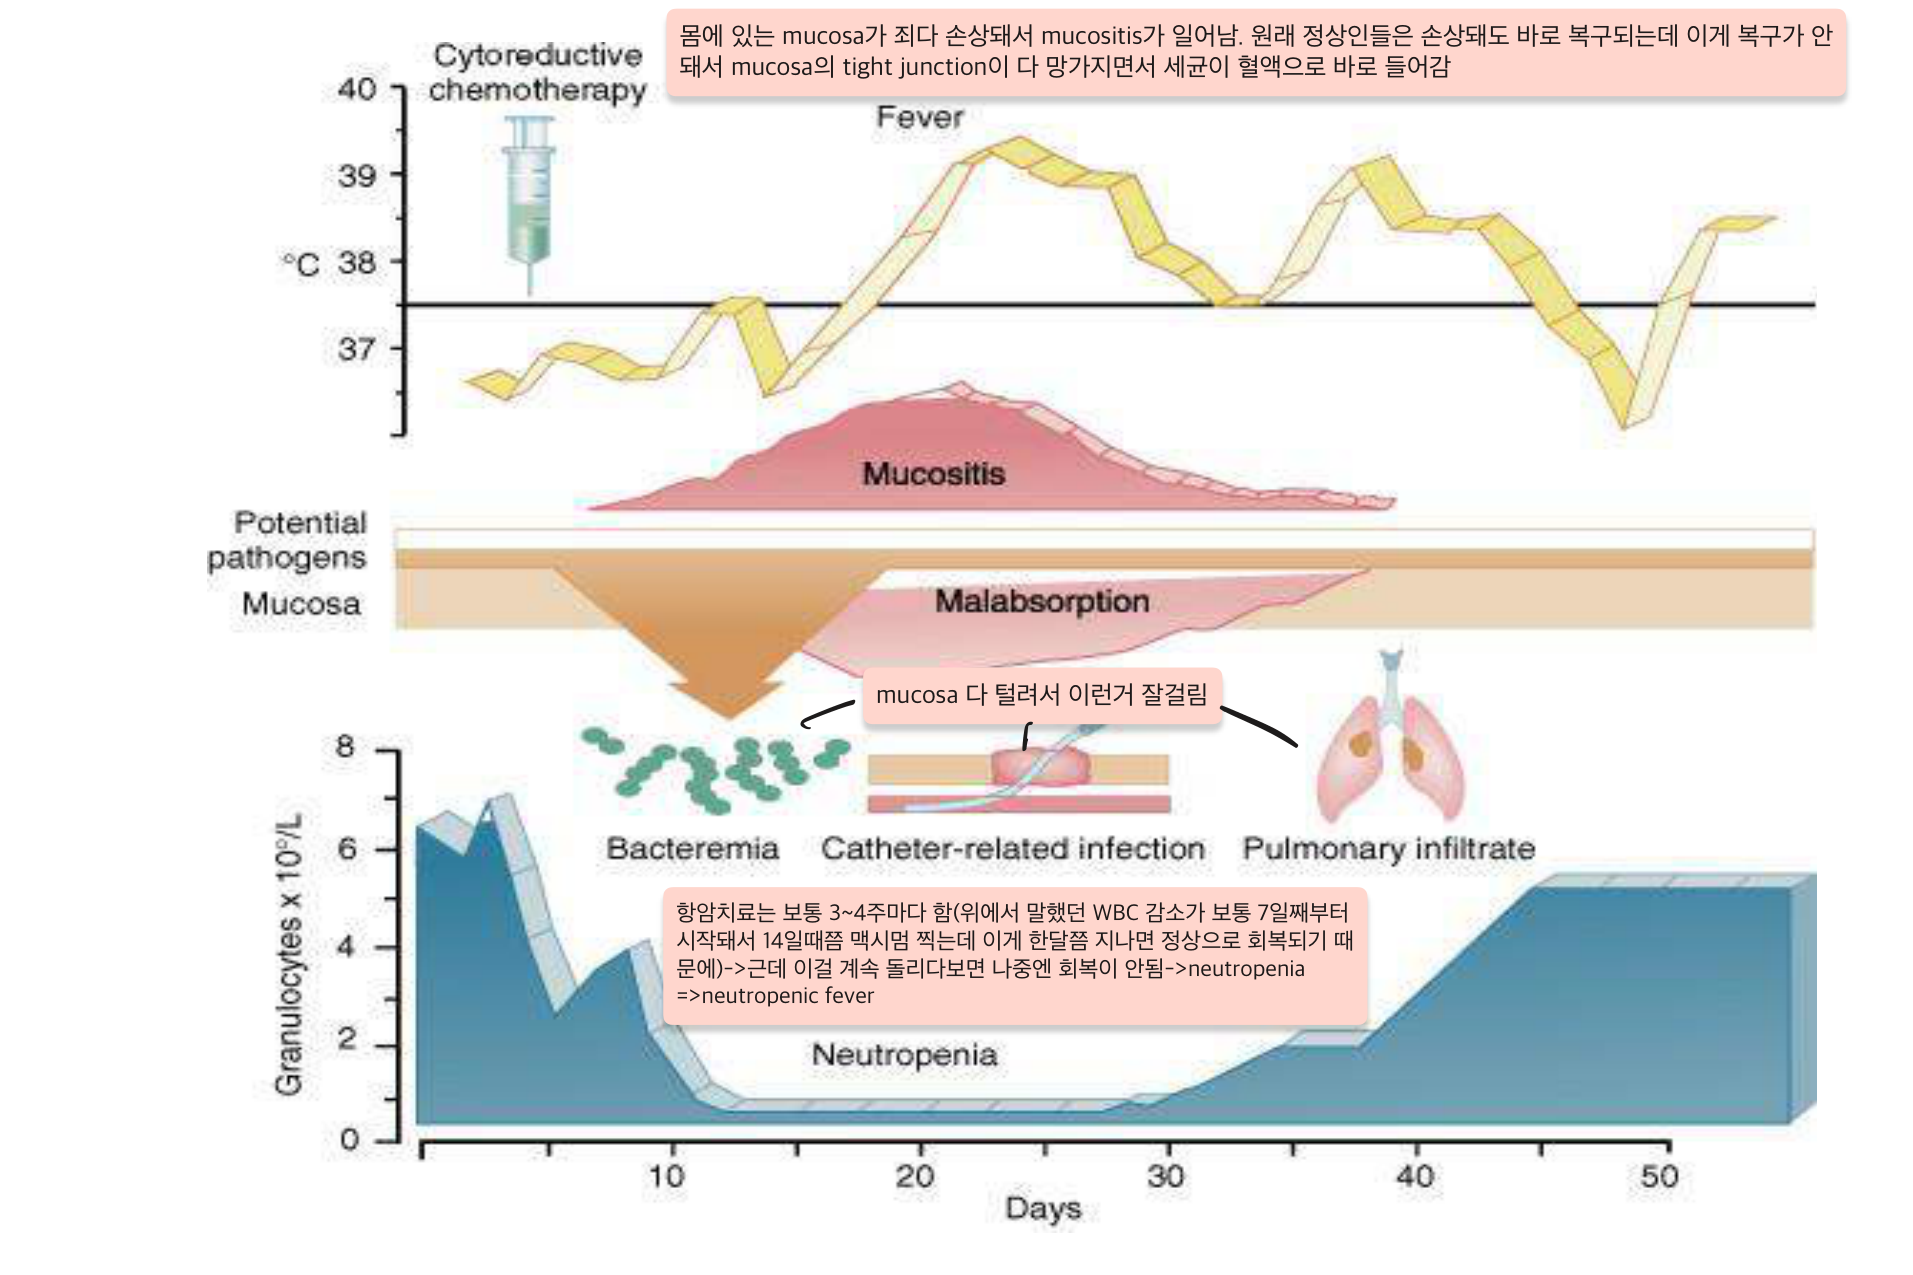 몸에 있는 mucosa가 죄다 손상돼서 mucositis가 일어남. 원래 정상인들은 손상돼도 바로 복구되는데 이게 복구가 안
돼서 mucosa의 tight junction이 다 망가지면서 세균이 혈액으로 바로 들어감
Cytoreductive
chemotherapy
Fever
40
39
°C 38
37
Mucositis
Potential
pathogens
Mucosa
Malabsorption
mucosa 다 털려서 이런거 잘걸림
Bacteremia
Catheter-related infection
Pulmonary infiltrate
항암치료는 보통 3~4주마다 함(위에서 말했던 WBC 감소가 보통 7일째부터
시작돼서 14일때쯤 맥시멈 찍는데 이게 한달쯤 지나면 정상으로 회복되기 때
문에)->근데 이걸 계속 돌리다보면 나중엔 회복이 안됨->neutropenia
=>neutropenic fever
Neutropenia
Granulocytes x 10⁹/L
8
6
4
2
0
10 20 30 40 50
Days